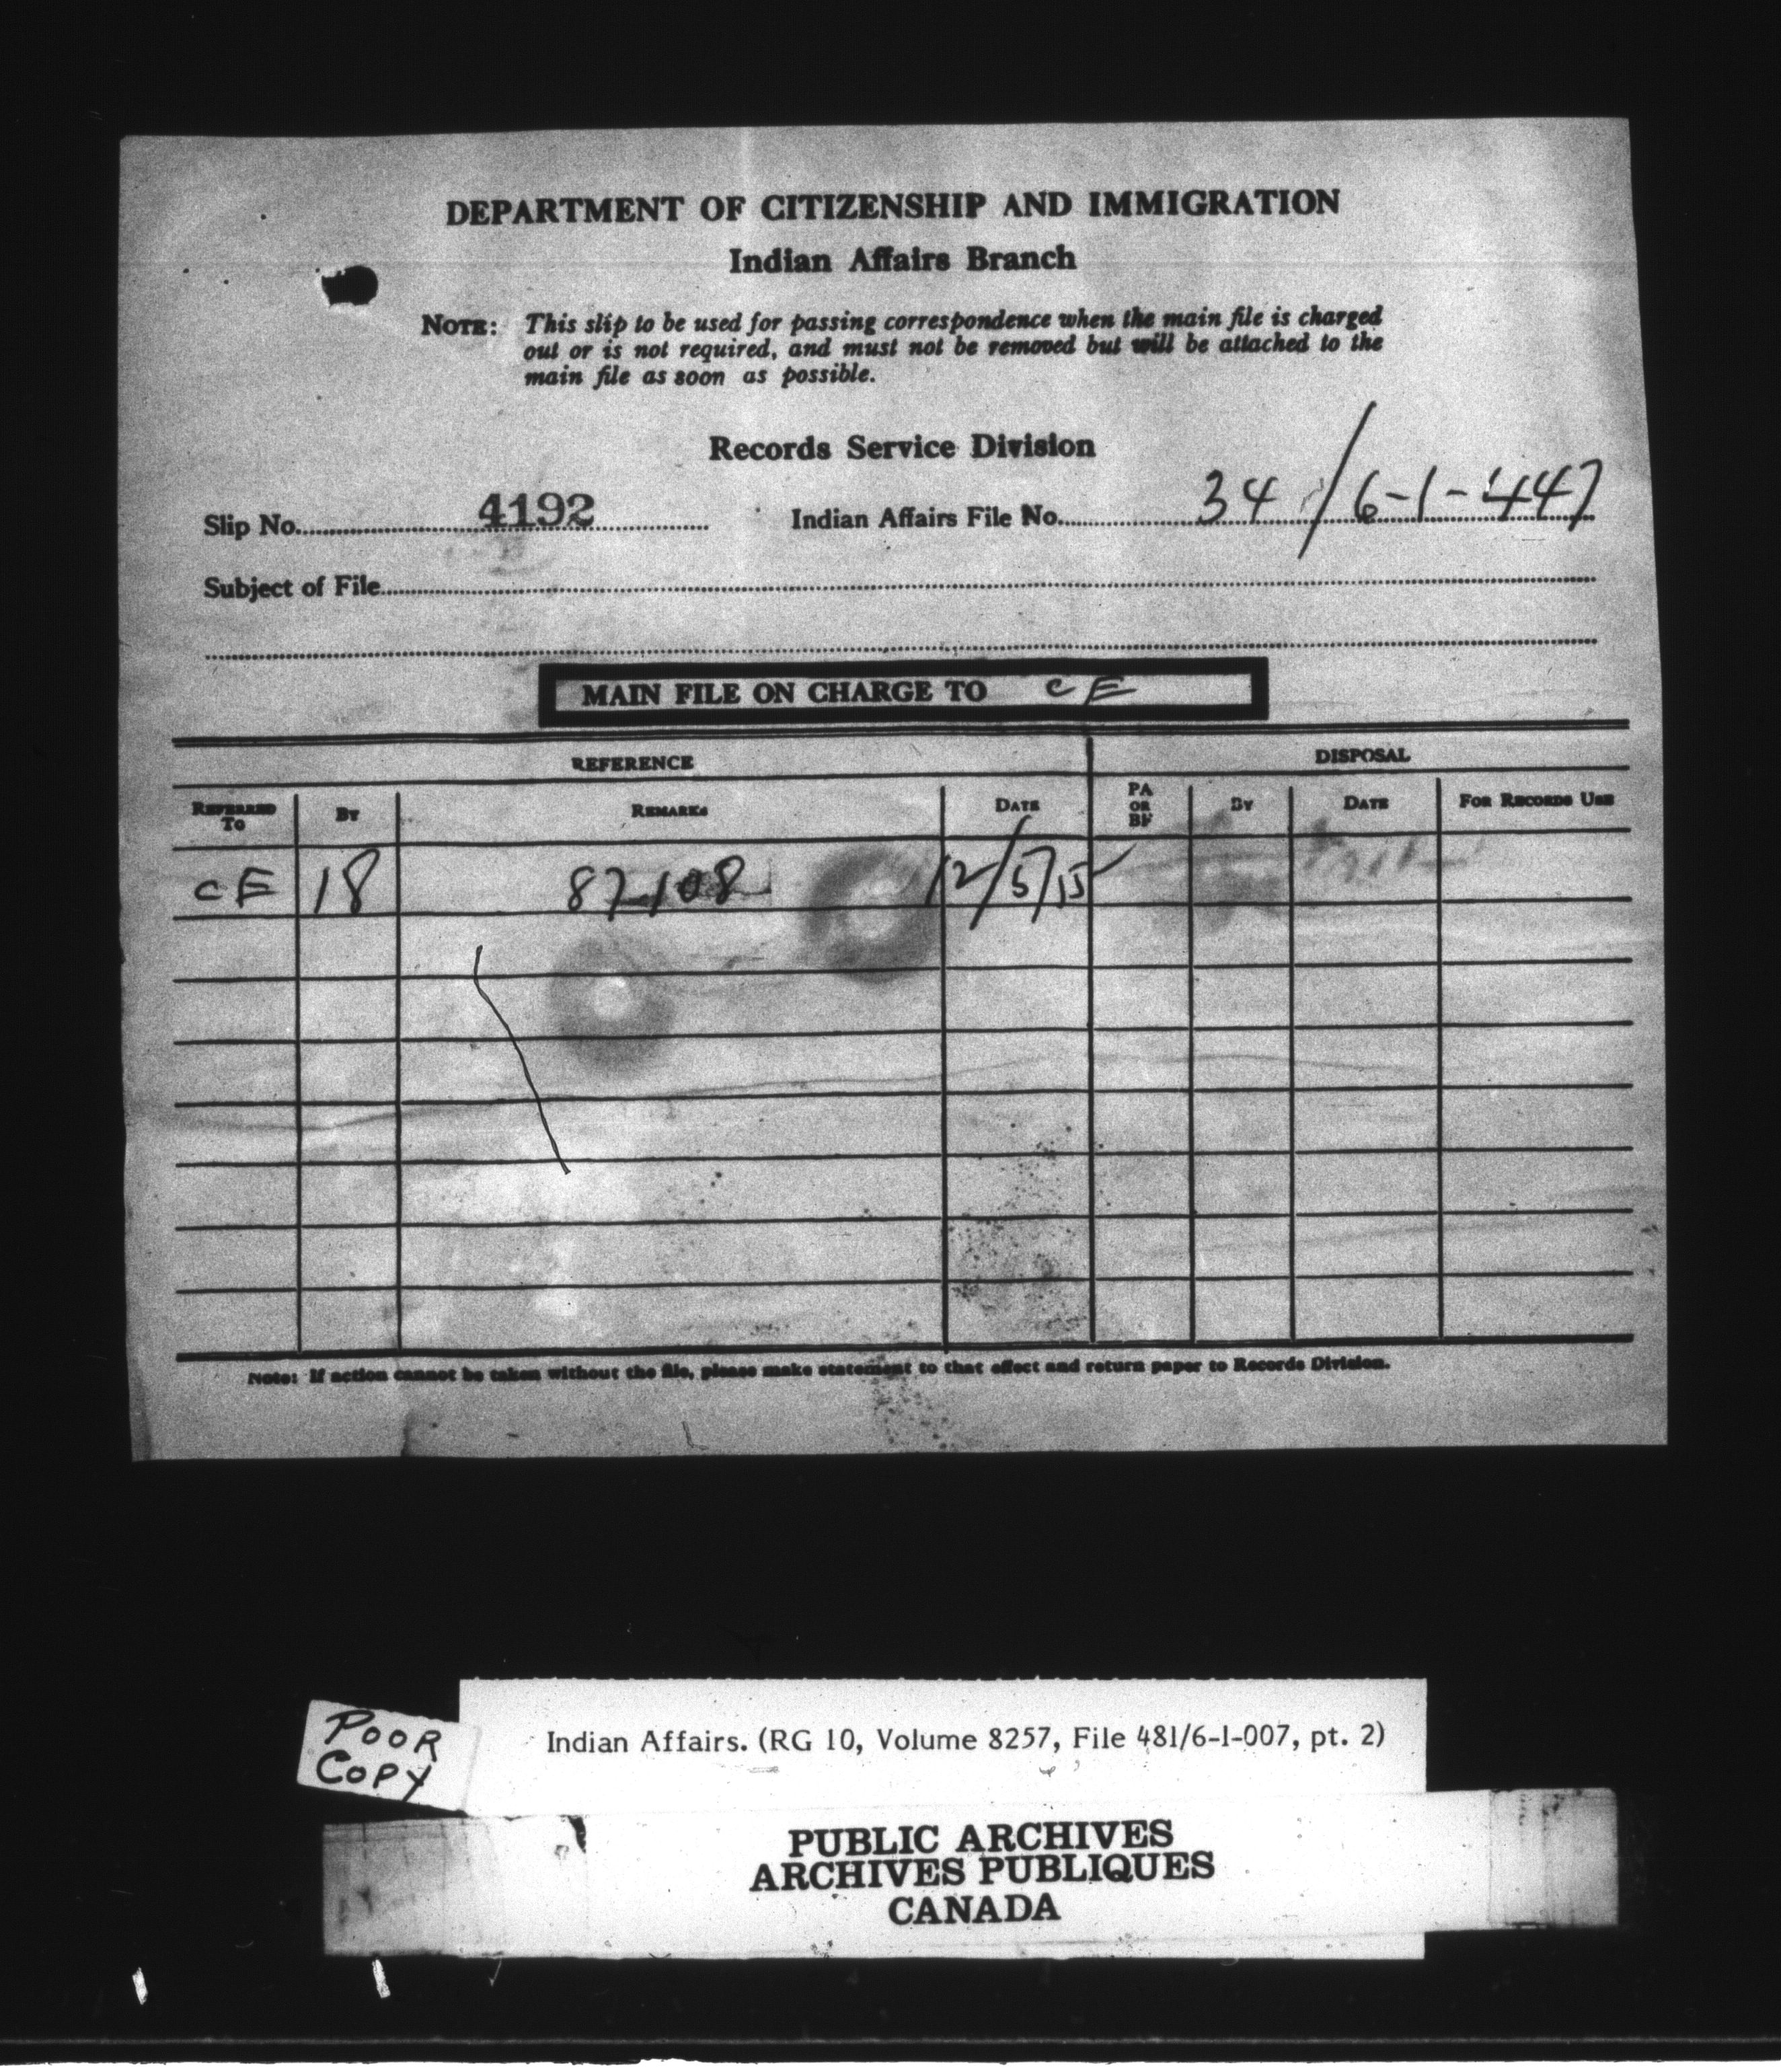 DEPARTMENT OF CITIZENSHIP AND IMMIGRATION
Indian Affairs Branch
NOTE: This slip to be used for passing correspondence when the main file is charged
out or is not required, and must not be removed but will be attached to the
main file as soon as possible.
Records Service Division
Slip No. 4192 Indian Affairs File No. 34/6-1-447
Subject of File
MAIN FILE ON CHARGE TO CE
REFERENCE DISPOSAL
REFERRED TO BY REMARKS DATE PA OR BF BY DATE FOR RECORDS USE
CE 18 87108 12/5/15
Note: If action cannot be taken without the file, please make statement to that effect and return paper to Records Division.
POOR
COPY
Indian Affairs. (RG 10, Volume 8257, File 481/6-1-007, pt. 2)
PUBLIC ARCHIVES
ARCHIVES PUBLIQUES
CANADA